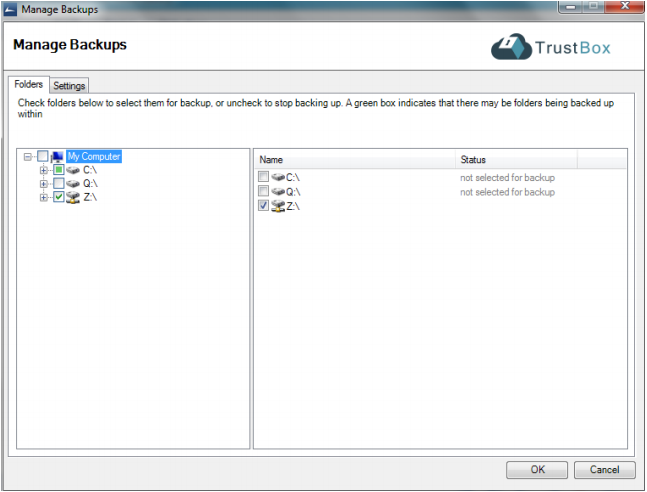 Manage Backups
Manage Backups
TrustBox
Folders Settings
Check folders below to select them for backup, or uncheck to stop backing up. A green box indicates that there may be folders being backed up
within
My Computer
C:\
Q:\
Z:\
Name Status
C:\ not selected for backup
Q:\ not selected for backup
Z:\
OK Cancel